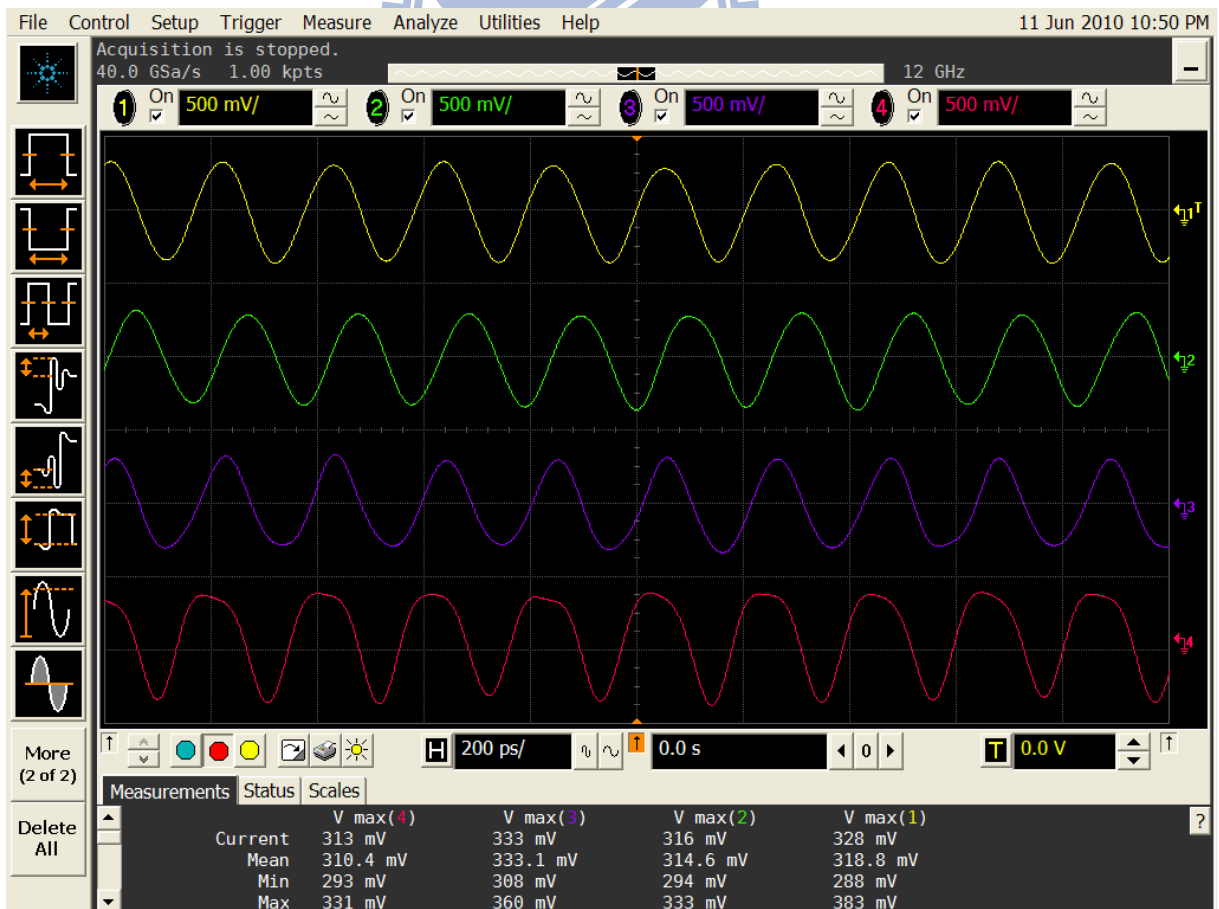 File Control Setup Trigger Measure Analyze Utilities Help 11 Jun 2010 10:50 PM
Acquisition is stopped.
40.0 GSa/s 1.00 kpts 12 GHz
1 On 500 mV/ 2 On 500 mV/ 3 On 500 mV/ 4 On 500 mV/
1 T
2
3
4
More
(2 of 2)
Delete
All
H 200 ps/ 0.0 s 0 T 0.0 V
Measurements Status Scales
V max(4) V max(3) V max(2) V max(1) ?
Current 313 mV 333 mV 316 mV 328 mV
Mean 310.4 mV 333.1 mV 314.6 mV 318.8 mV
Min 293 mV 308 mV 294 mV 288 mV
Max 331 mV 360 mV 333 mV 383 mV